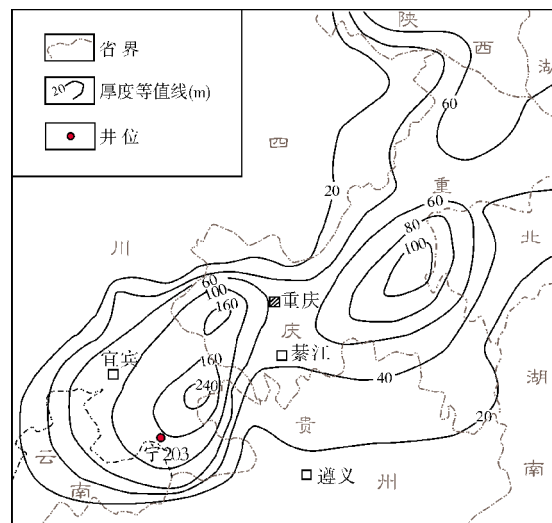 省界
20 厚度等值线(m)
井位
陕
西
湖
60
四
20
重
川
60
80
北
100
60
100
160
重庆
庆
宜宾
綦江
160
湖
240
40
贵
20
云
宁203
南
遵义
州
南